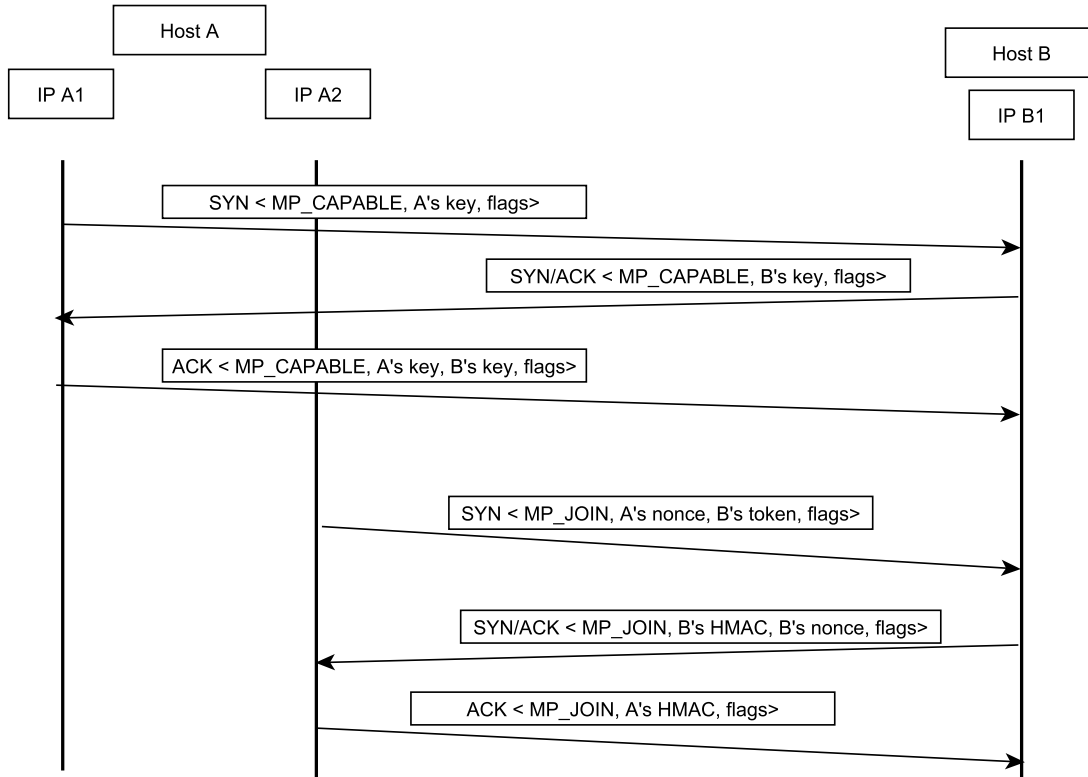 Host A
Host B
IP A1
IP A2
IP B1
SYN < MP_CAPABLE, A's key, flags>
SYN/ACK < MP_CAPABLE, B's key, flags>
ACK < MP_CAPABLE, A's key, B's key, flags>
SYN < MP_JOIN, A's nonce, B's token, flags>
SYN/ACK < MP_JOIN, B's HMAC, B's nonce, flags>
ACK < MP_JOIN, A's HMAC, flags>